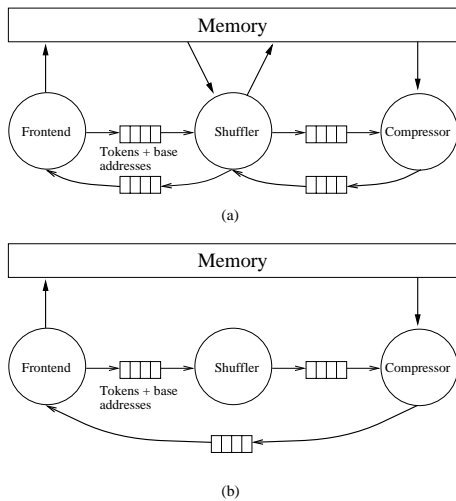 Memory
Frontend
Shuffler
Compressor
Tokens + base
addresses
(a)
Memory
Frontend
Shuffler
Compressor
Tokens + base
addresses
(b)